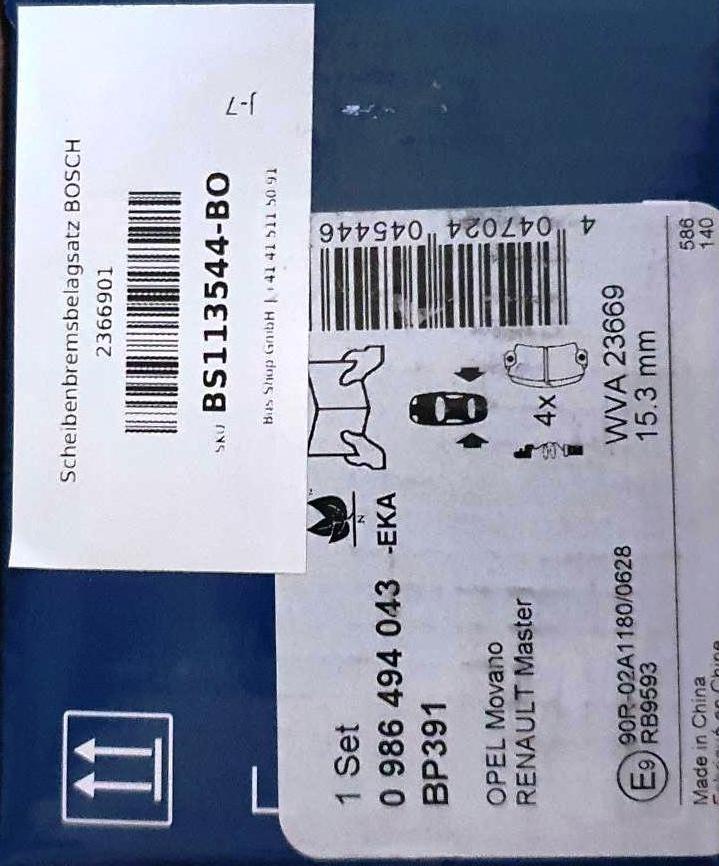 Scheibenbremsbelagsatz BOSCH
2366901
SKU BS113544-BO
J-7
Bus Shop GmbH | +41 41 511 50 91
1 Set
0 986 494 043 -EKA
BP391
OPEL Movano
RENAULT Master
4 047024 045446
4x
WVA 23669
15.3 mm
E9 90R-02A1180/0628
RB9593
586
140
Made in China